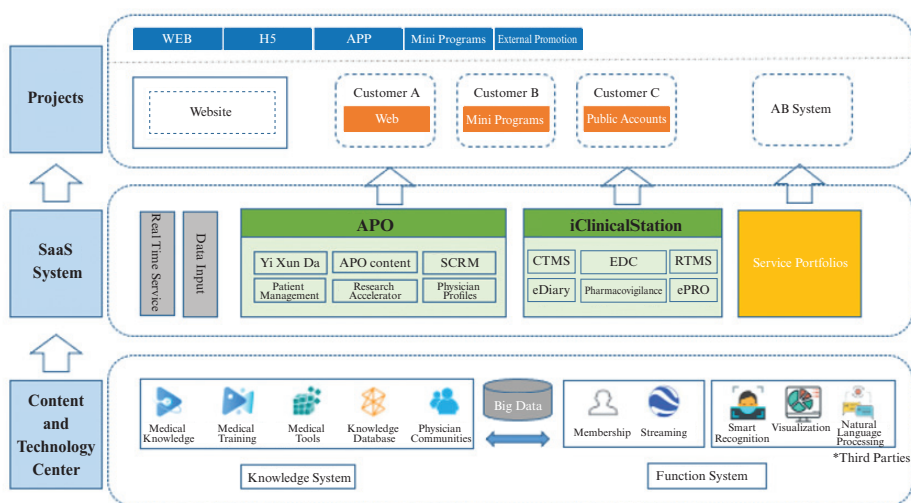 WEB
H5
APP
Mini Programs
External Promotion
Projects
Website
Customer A
Web
Customer B
Mini Programs
Customer C
Public Accounts
AB System
SaaS
System
Real Time Service
Data Input
APO
Yi Xun Da
APO content
SCRM
Patient
Management
Research
Accelerator
Physician
Profiles
iClinicalStation
CTMS
EDC
RTMS
eDiary
Pharmacovigilance
ePRO
Service Portfolios
Content
and
Technology
Center
Medical
Knowledge
Medical
Training
Medical
Tools
Knowledge
Database
Physician
Communities
Big Data
Membership
Streaming
Smart
Recognition
Visualization
Natural
Language
Processing
*Third Parties
Knowledge System
Function System